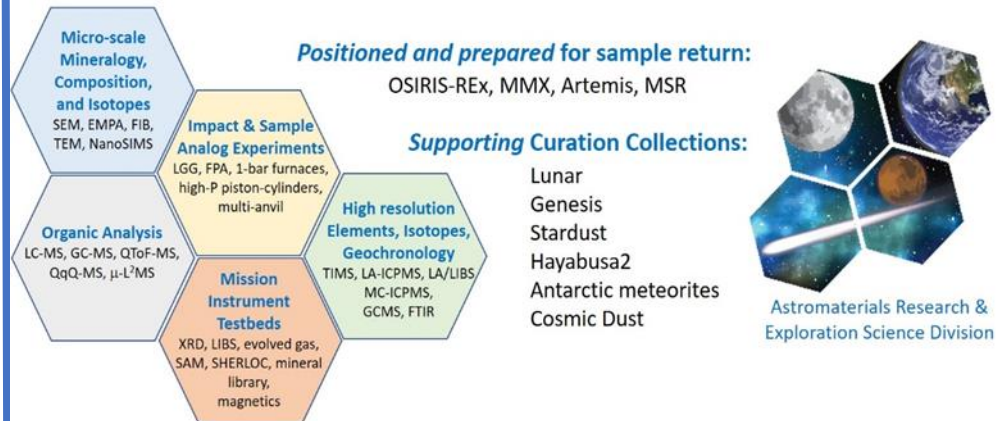 Micro-scale
Mineralogy,
Composition,
and Isotopes
SEM, EMPA, FIB,
TEM, NanoSIMS
Impact & Sample
Analog Experiments
LGG, FPA, 1-bar furnaces,
high-P piston-cylinders,
multi-anvil
Organic Analysis
LC-MS, GC-MS, QToF-MS,
QqQ-MS, μ-L²MS
High resolution
Elements, Isotopes,
Geochronology
TIMS, LA-ICPMS, LA/LIBS
MC-ICPMS,
GCMS, FTIR
Mission
Instrument
Testbeds
XRD, LIBS, evolved gas,
SAM, SHERLOC, mineral
library,
magnetics
Positioned and prepared for sample return:
OSIRIS-REx, MMX, Artemis, MSR
Supporting Curation Collections:
Lunar
Genesis
Stardust
Hayabusa2
Antarctic meteorites
Cosmic Dust
Astromaterials Research &
Exploration Science Division